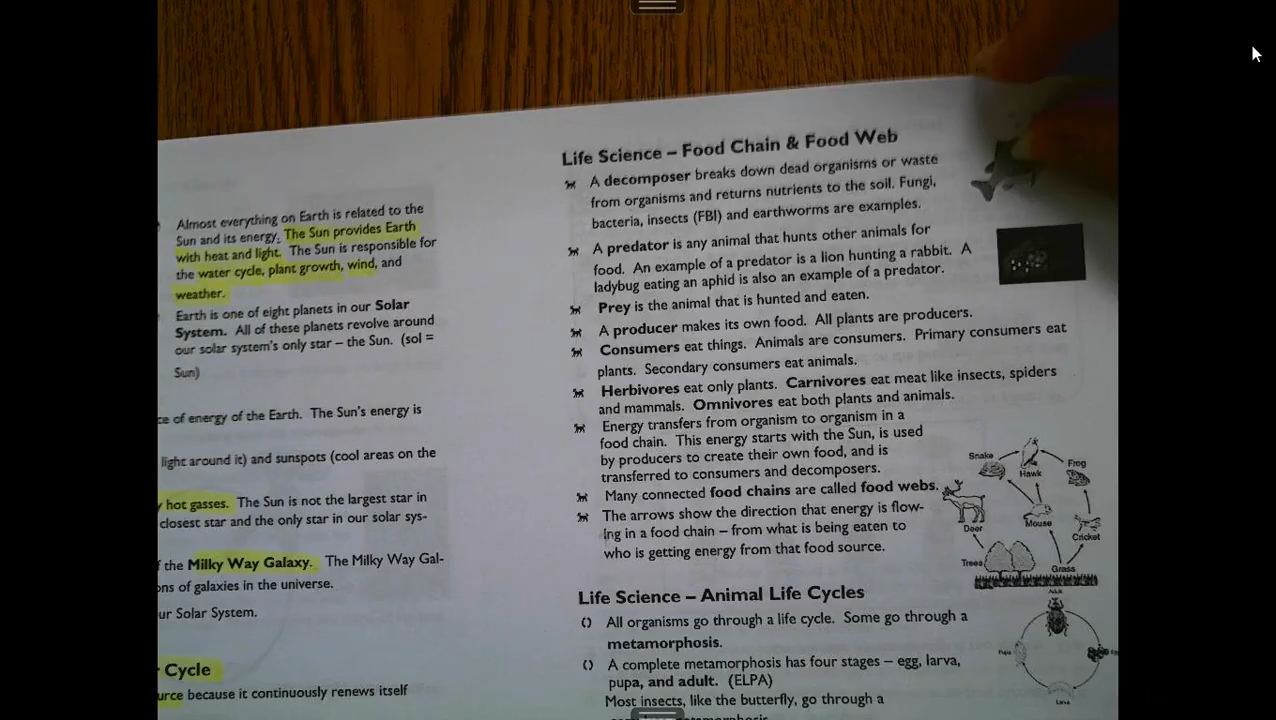 Almost everything on Earth is related to the
Sun and its energy. The Sun provides Earth
with heat and light. The Sun is responsible for
the water cycle, plant growth, wind, and
weather.
Earth is one of eight planets in our Solar
System. All of these planets revolve around
our solar system's only star – the Sun. (sol =
Sun)
of energy of the Earth. The Sun's energy is
light around it) and sunspots (cool areas on the
hot gasses. The Sun is not the largest star in
closest star and the only star in our solar sys-
the Milky Way Galaxy. The Milky Way Gal-
ons of galaxies in the universe.
ur Solar System.
Cycle
urce because it continuously renews itself
Life Science – Food Chain & Food Web
A decomposer breaks down dead organisms or waste
from organisms and returns nutrients to the soil. Fungi,
bacteria, insects (FBI) and earthworms are examples.
A predator is any animal that hunts other animals for
food. An example of a predator is a lion hunting a rabbit. A
ladybug eating an aphid is also an example of a predator.
Prey is the animal that is hunted and eaten.
A producer makes its own food. All plants are producers.
Consumers eat things. Animals are consumers. Primary consumers eat
plants. Secondary consumers eat animals.
Herbivores eat only plants. Carnivores eat meat like insects, spiders
and mammals. Omnivores eat both plants and animals.
Energy transfers from organism to organism in a
food chain. This energy starts with the Sun, is used
by producers to create their own food, and is
transferred to consumers and decomposers.
Many connected food chains are called food webs.
The arrows show the direction that energy is flow-
ing in a food chain – from what is being eaten to
who is getting energy from that food source.
Snake
Hawk
Frog
Deer
Mouse
Cricket
Trees
Grass
Life Science – Animal Life Cycles
() All organisms go through a life cycle. Some go through a
metamorphosis.
() A complete metamorphosis has four stages – egg, larva,
pupa, and adult. (ELPA)
Most insects, like the butterfly, go through a
Adult
Pupa
Larva